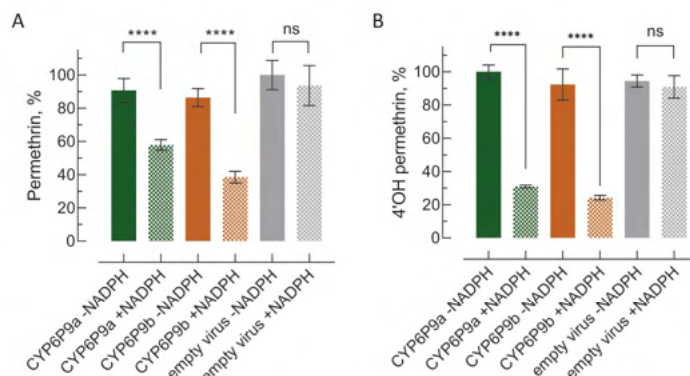 A
**** **** ns
Permethrin, %
100
80
60
40
20
0
CYP6P9a -NADPH
CYP6P9a +NADPH
CYP6P9b -NADPH
CYP6P9b +NADPH
empty virus -NADPH
empty virus +NADPH
B
**** **** ns
4'OH permethrin, %
100
80
60
40
20
0
CYP6P9a -NADPH
CYP6P9a +NADPH
CYP6P9b -NADPH
CYP6P9b +NADPH
empty virus -NADPH
empty virus +NADPH